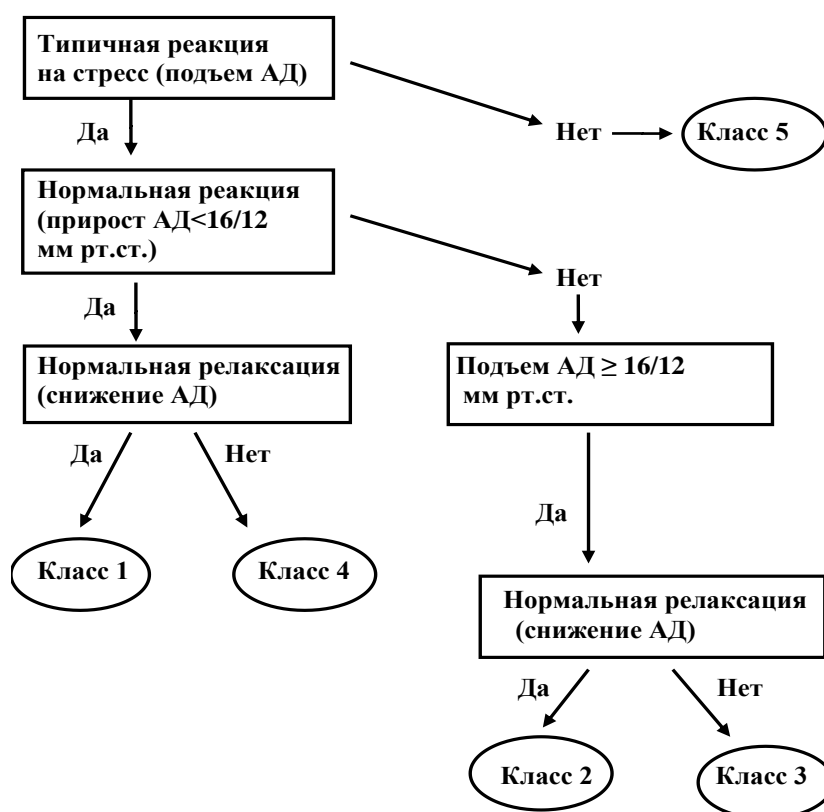 Типичная реакция
на стресс (подъем АД)
Да
Нет
Класс 5
Нормальная реакция
(прирост АД<16/12
мм рт.ст.)
Да
Нет
Нормальная релаксация
(снижение АД)
Подъем АД ≥ 16/12
мм рт.ст.
Да
Нет
Да
Класс 1
Класс 4
Нормальная релаксация
(снижение АД)
Да
Нет
Класс 2
Класс 3